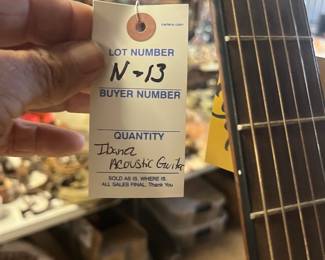 LOT NUMBER
N-13
BUYER NUMBER
QUANTITY
Ibanez
Acoustic Guitar
SOLD AS IS, WHERE IS
ALL SALES FINAL. Thank You